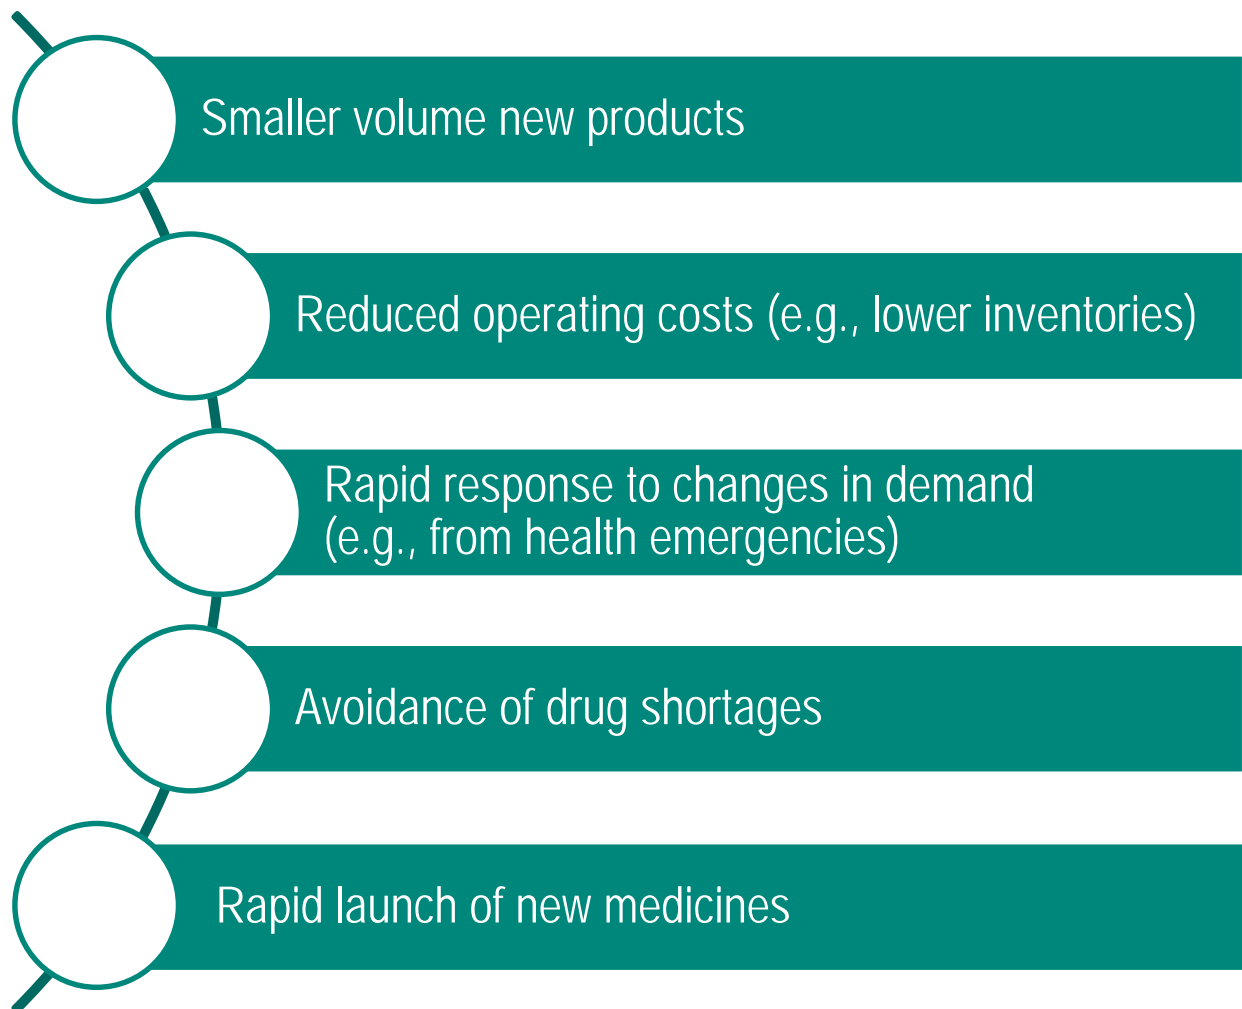 Smaller volume new products
Reduced operating costs (e.g., lower inventories)
Rapid response to changes in demand
(e.g., from health emergencies)
Avoidance of drug shortages
Rapid launch of new medicines